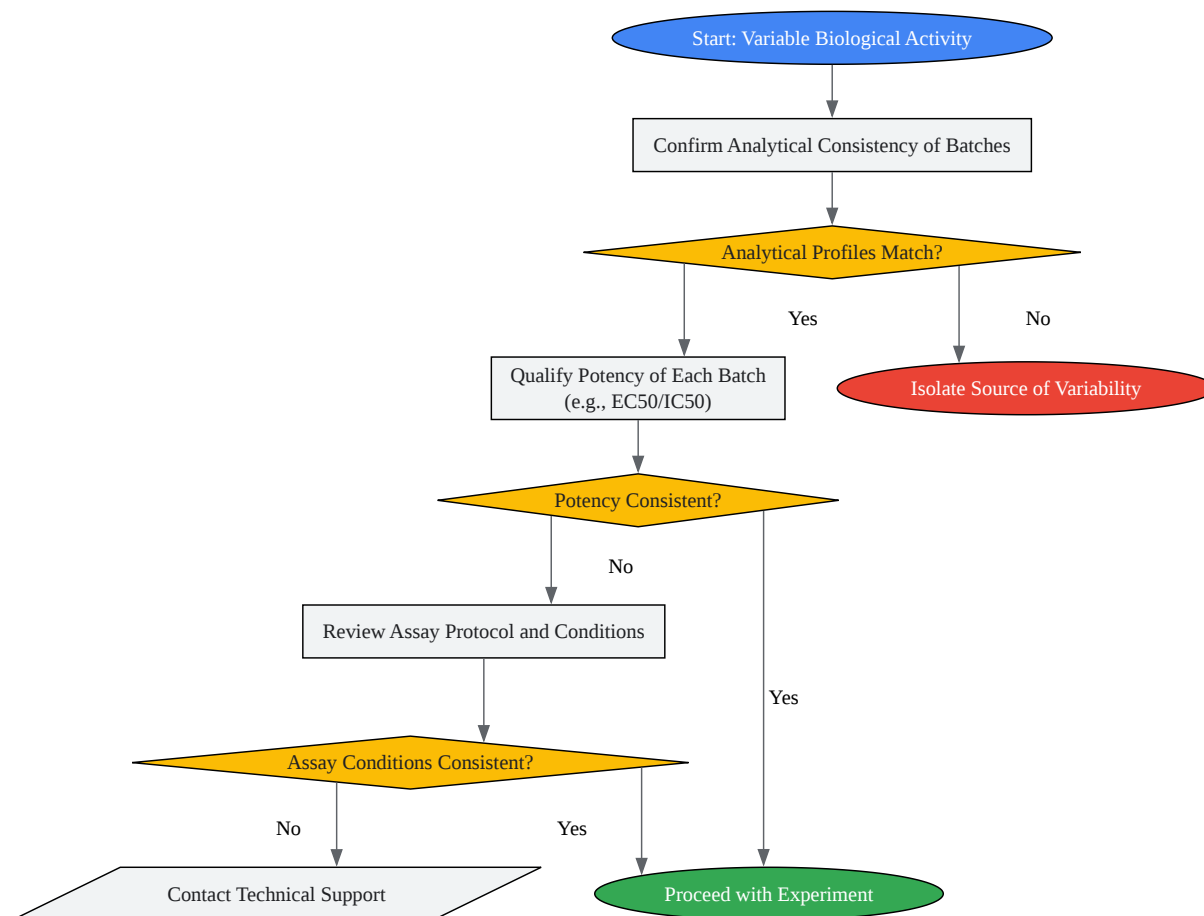 Start: Variable Biological Activity
Confirm Analytical Consistency of Batches
Analytical Profiles Match?
Yes
No
Qualify Potency of Each Batch
(e.g., EC50/IC50)
Isolate Source of Variability
Potency Consistent?
No
Review Assay Protocol and Conditions
Yes
Assay Conditions Consistent?
No
Yes
Contact Technical Support
Proceed with Experiment